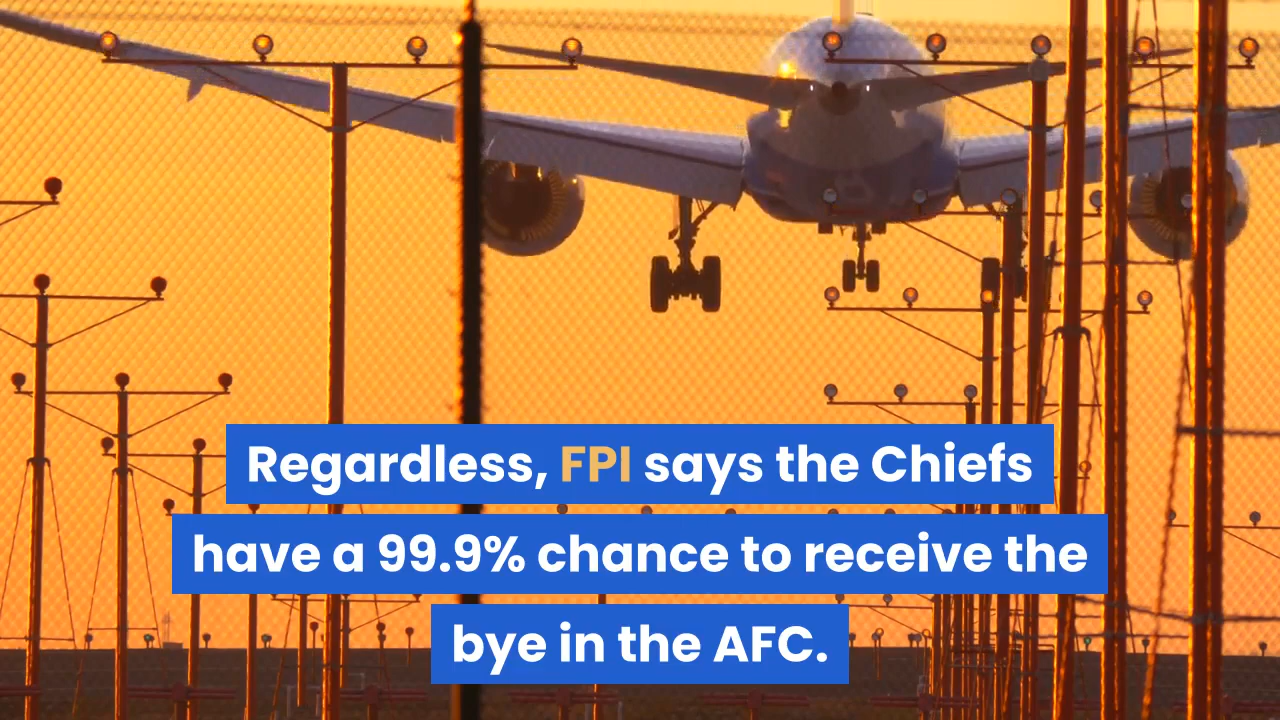 Regardless, FPI says the Chiefs
have a 99.9% chance to receive the
bye in the AFC.